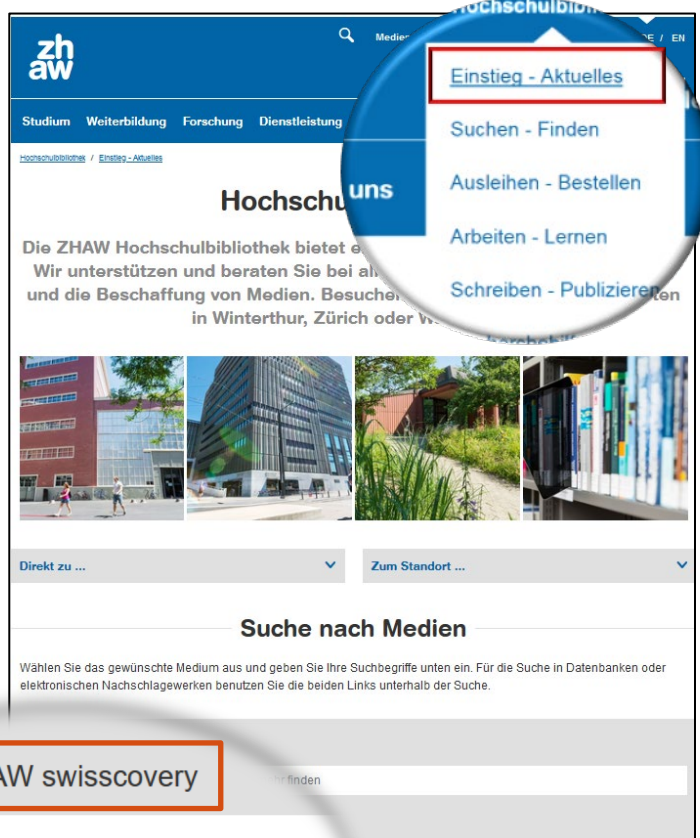 zh
aw
Medien
DE / EN
Studium Weiterbildung Forschung Dienstleistung
uns
Einstieg - Aktuelles
Suchen - Finden
Ausleihen - Bestellen
Arbeiten - Lernen
Schreiben - Publizieren
Hochschulbibliothek / Einstieg - Aktuelles
Die ZHAW Hochschulbibliothek bietet
Wir unterstützen und beraten Sie bei
und die Beschaffung von Medien.
in Winterthur, Zürich oder
Direkt zu ...
Zum Standort ...
Suche nach Medien
Wählen Sie das gewünschte Medium aus und geben Sie Ihre Suchbegriffe unten ein. Für die Suche in Datenbanken oder
elektronischen Nachschlagewerken benutzen Sie die beiden Links unterhalb der Suche.
AW swisscovery
finden